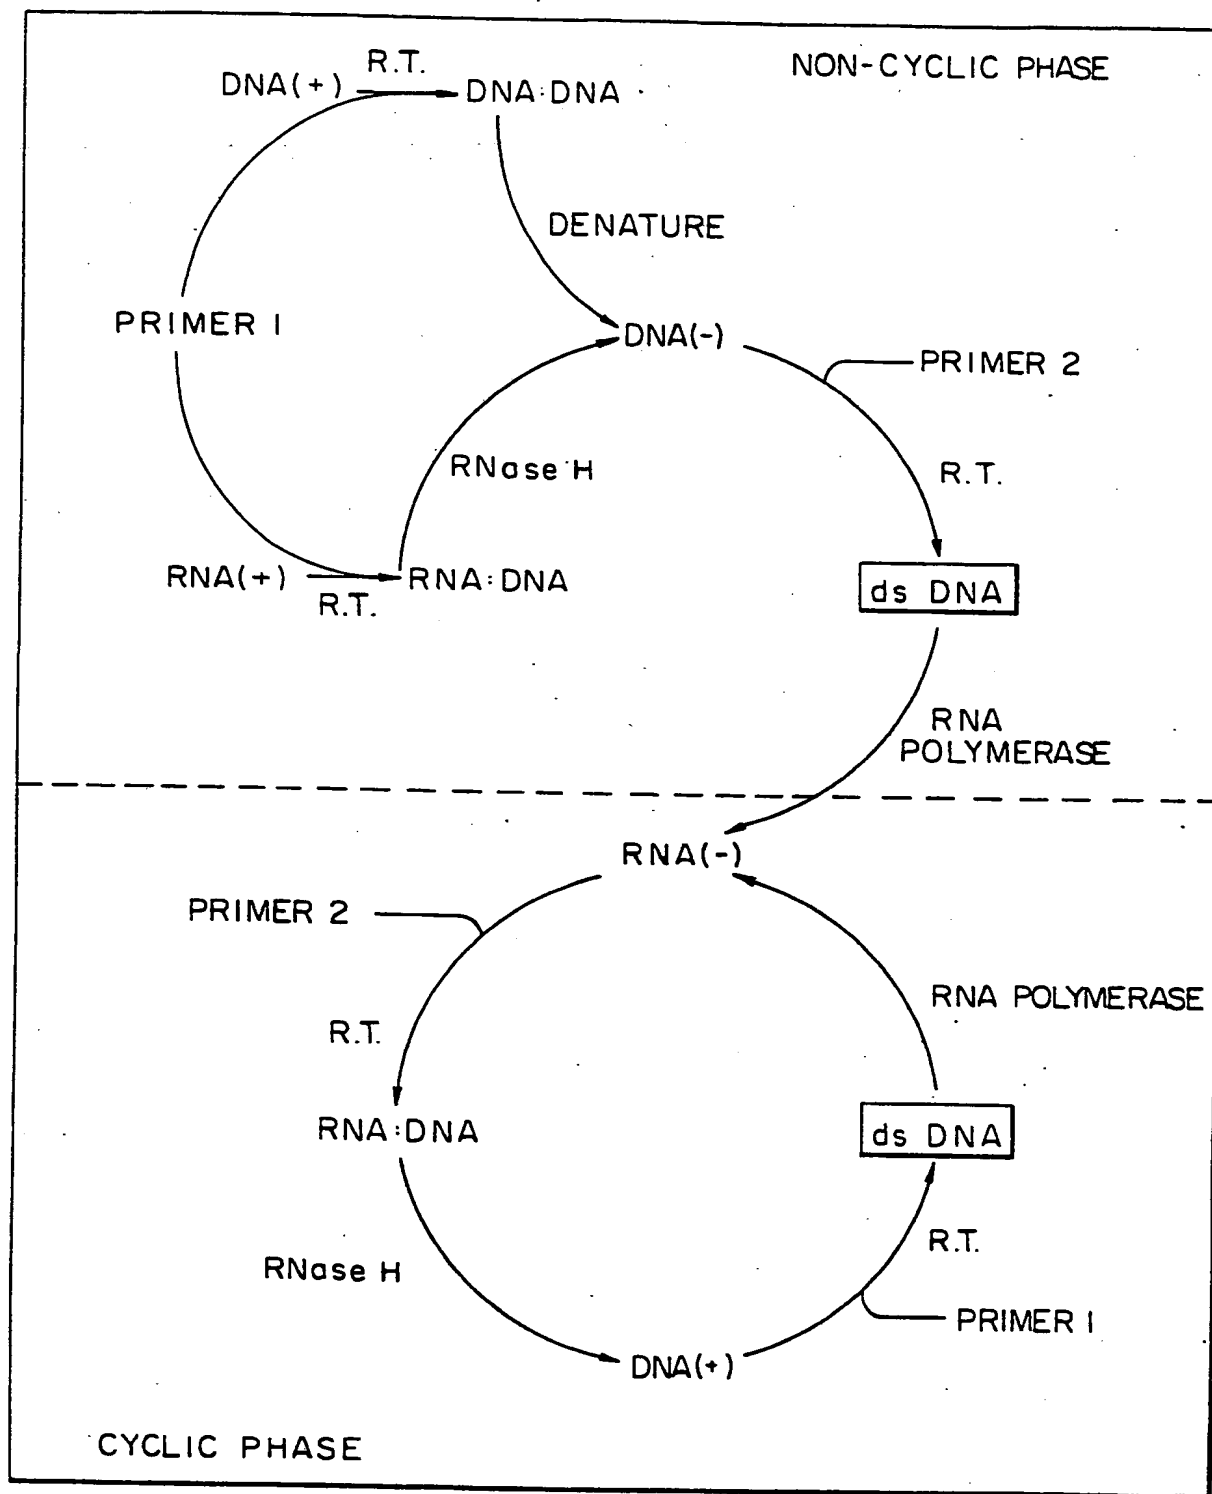 NON-CYCLIC PHASE
DNA(+)
R.T.
DNA:DNA
DENATURE
PRIMER 1
DNA(-)
PRIMER 2
RNase H
R.T.
RNA(+)
R.T.
RNA:DNA
ds DNA
RNA
POLYMERASE
RNA(-)
PRIMER 2
RNA POLYMERASE
R.T.
RNA:DNA
ds DNA
R.T.
RNase H
PRIMER 1
DNA(+)
CYCLIC PHASE